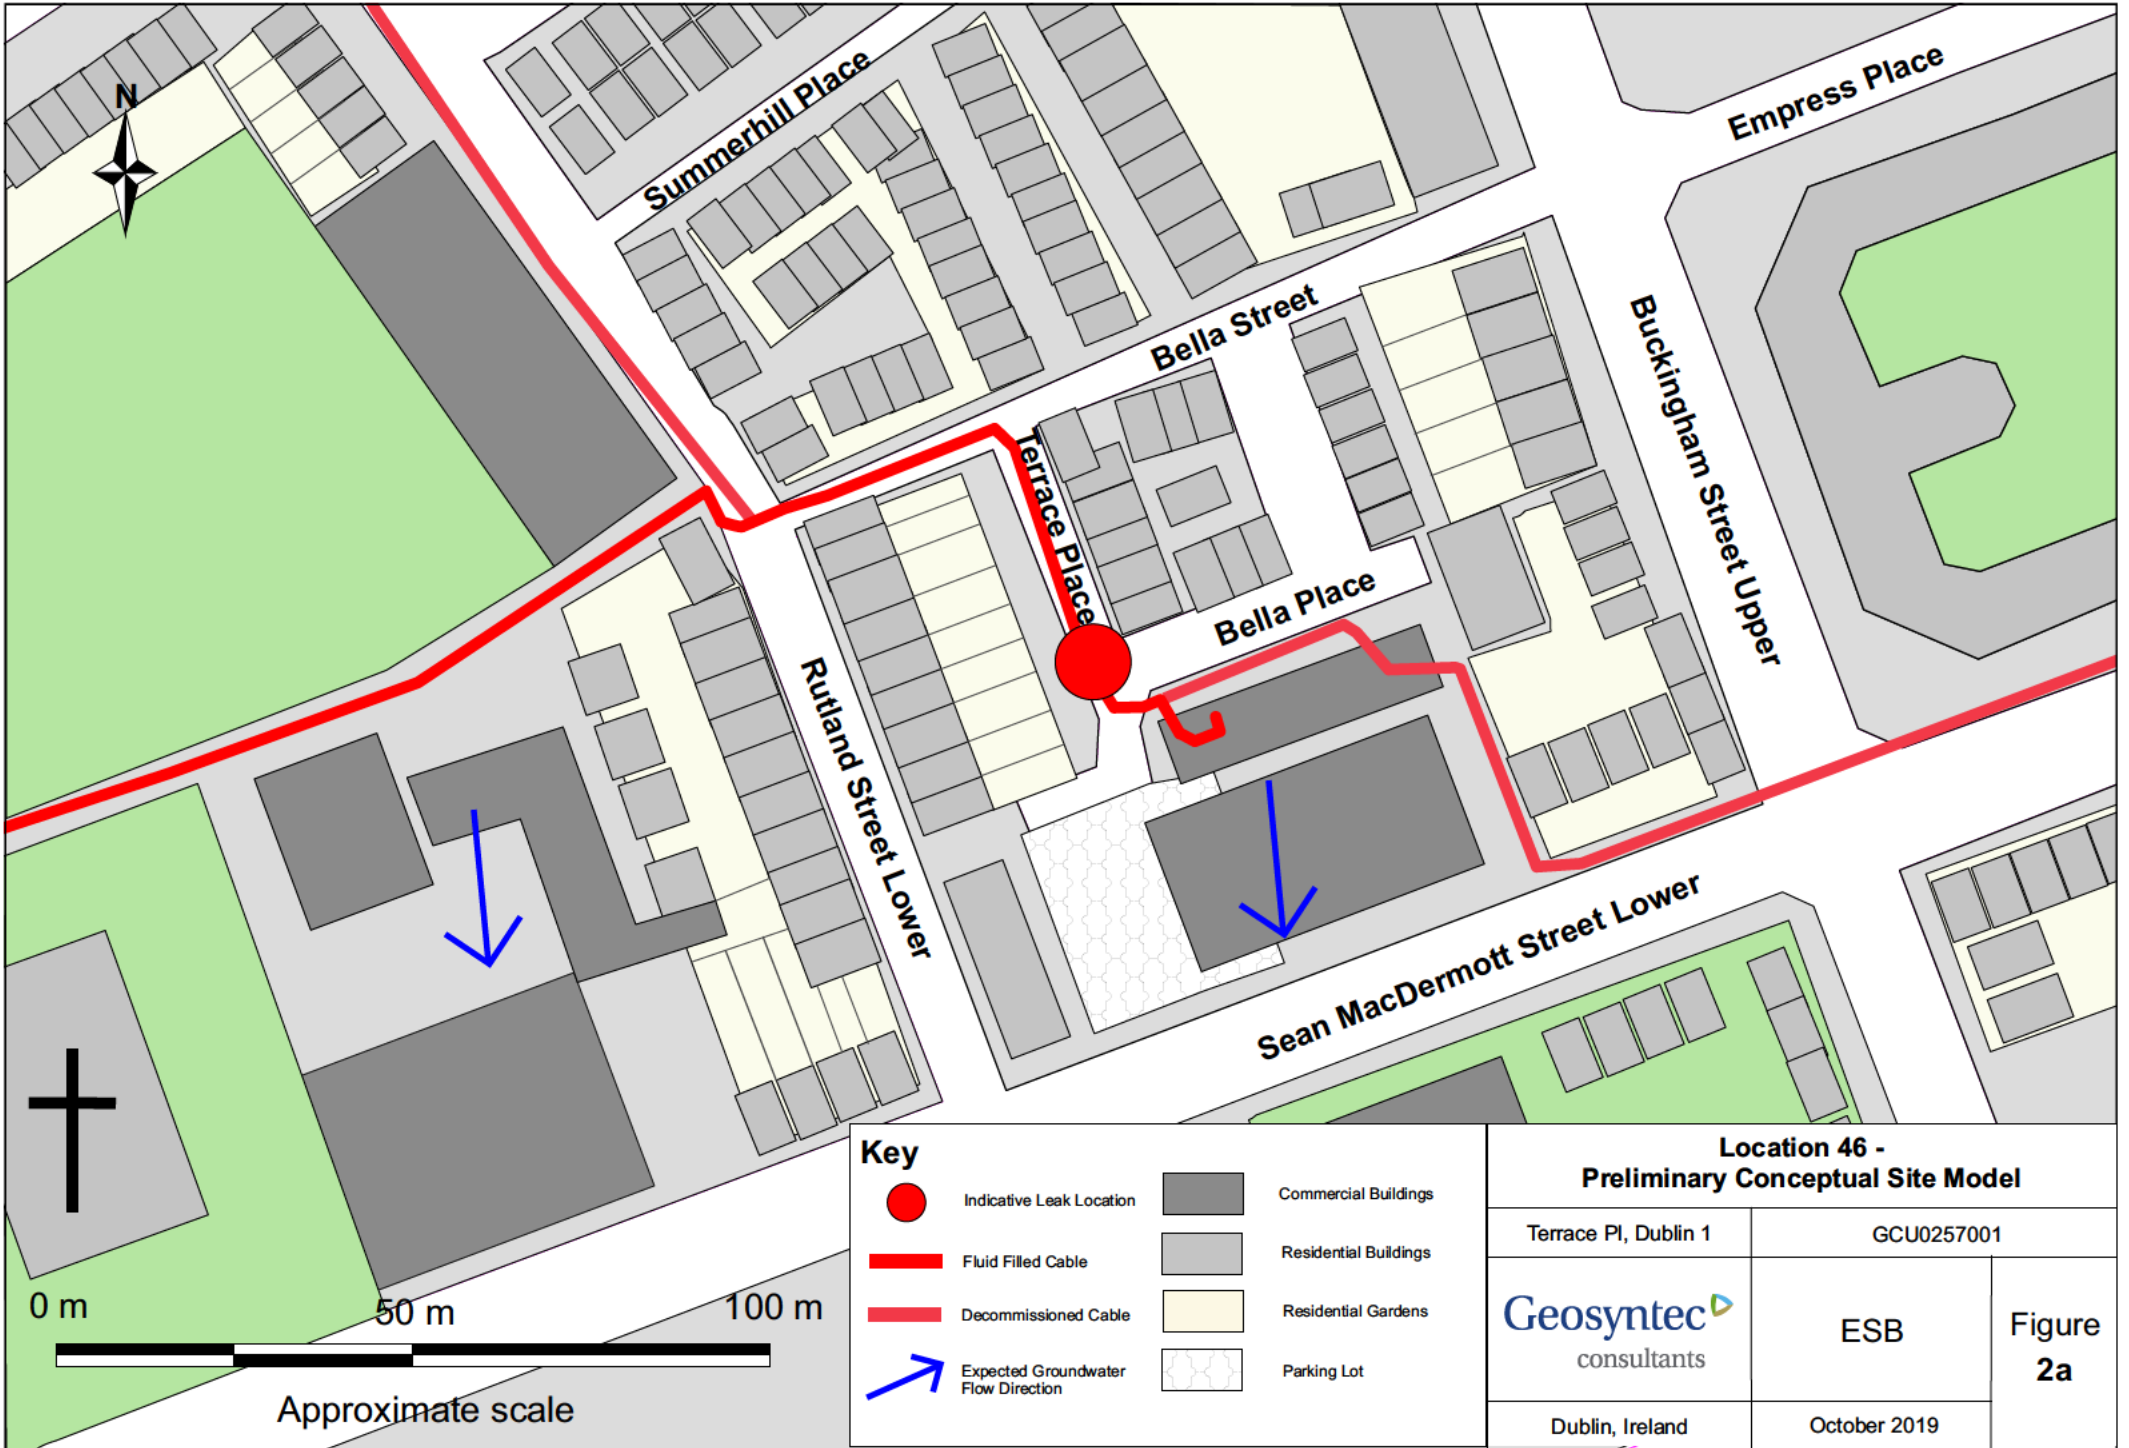 N
Summerhill Place
Empress Place
Bella Street
Terrace Place
Buckingham Street Upper
Bella Place
Rutland Street Lower
Sean MacDermott Street Lower
0 m
50 m
100 m
Approximate scale
Key
Indicative Leak Location
Fluid Filled Cable
Decommissioned Cable
Expected Groundwater
Flow Direction
Commercial Buildings
Residential Buildings
Residential Gardens
Parking Lot
Location 46 -
Preliminary Conceptual Site Model
Terrace Pl, Dublin 1
GCU0257001
Geosyntec
consultants
ESB
Figure
2a
Dublin, Ireland
October 2019